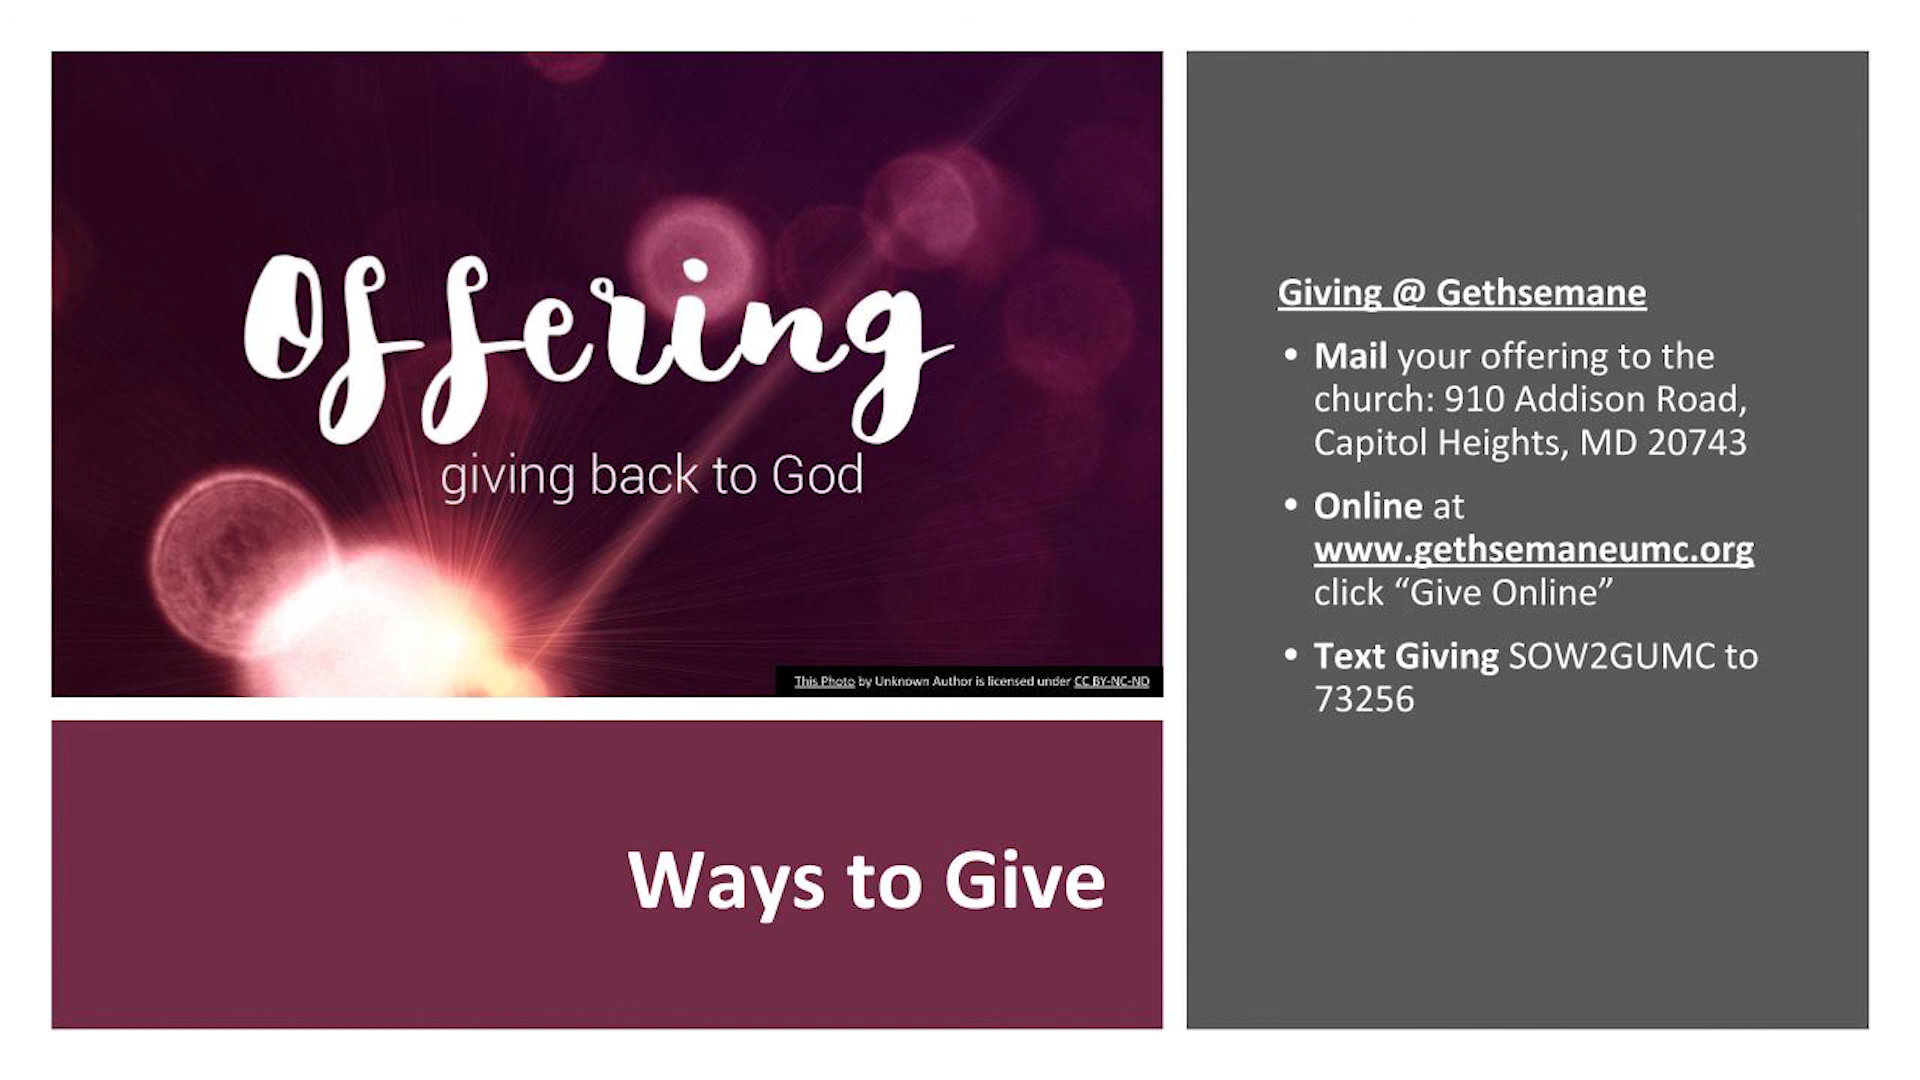 Offering
giving back to God
This Photo by Unknown Author is licensed under CC BY-NC-ND
Ways to Give
Giving @ Gethsemane
• Mail your offering to the
church: 910 Addison Road,
Capitol Heights, MD 20743
• Online at
www.gethsemaneumc.org
click “Give Online”
• Text Giving SOW2GUMC to
73256